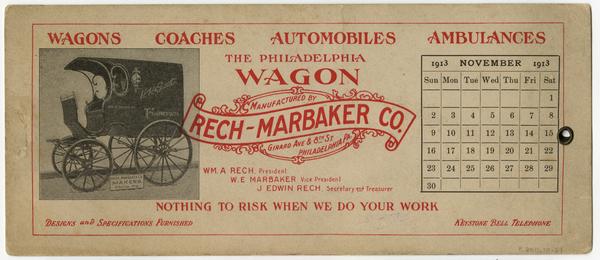 WAGONS COACHES AUTOMOBILES AMBULANCES
THE PHILADELPHIA
WAGON
MANUFACTURED BY
RECH-MARBAKER CO.
GIRARD AVE & 8TH ST.
PHILADELPHIA, PA.
WM. A. RECH, President
W. E. MARBAKER Vice President
J EDWIN RECH, Secretary and Treasurer
NOTHING TO RISK WHEN WE DO YOUR WORK
DESIGNS and SPECIFICATIONS FURNISHED
KEYSTONE BELL TELEPHONE
1913 NOVEMBER 1913
Sun Mon Tue Wed Thu Fri Sat
1
2 3 4 5 6 7 8
9 10 11 12 13 14 15
16 17 18 19 20 21 22
23 24 25 26 27 28 29
30